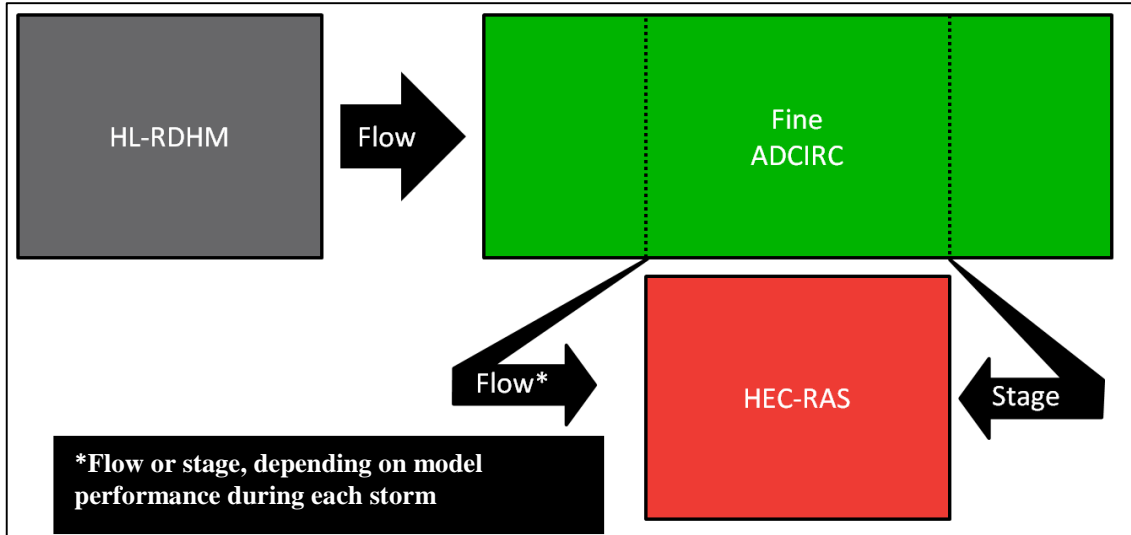 HL-RDHM
Flow
Fine
ADCIRC
Flow*
HEC-RAS
Stage
*Flow or stage, depending on model
performance during each storm